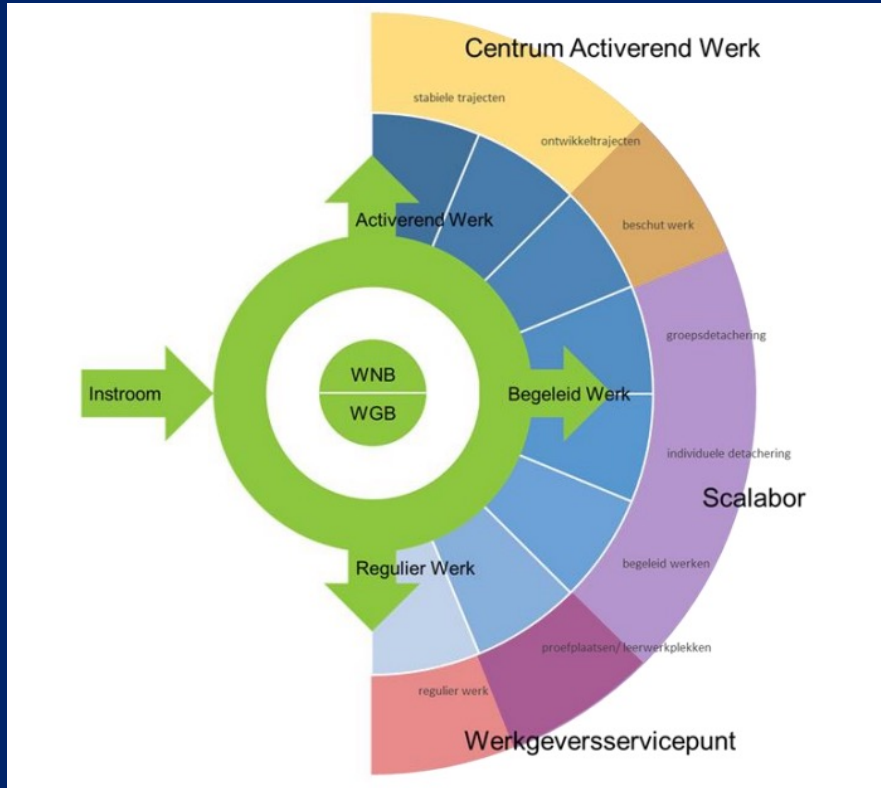 Centrum Activerend Werk
stabiele trajecten
ontwikkeltrajecten
Activerend Werk
beschut werk
groepsdetachering
WNB
Instroom
Begeleid Werk
WGB
individuele detachering
Scalabor
Regulier Werk
begeleid werken
proefplaatsen/ leerwerkplekken
regulier werk
Werkgeversservicepunt